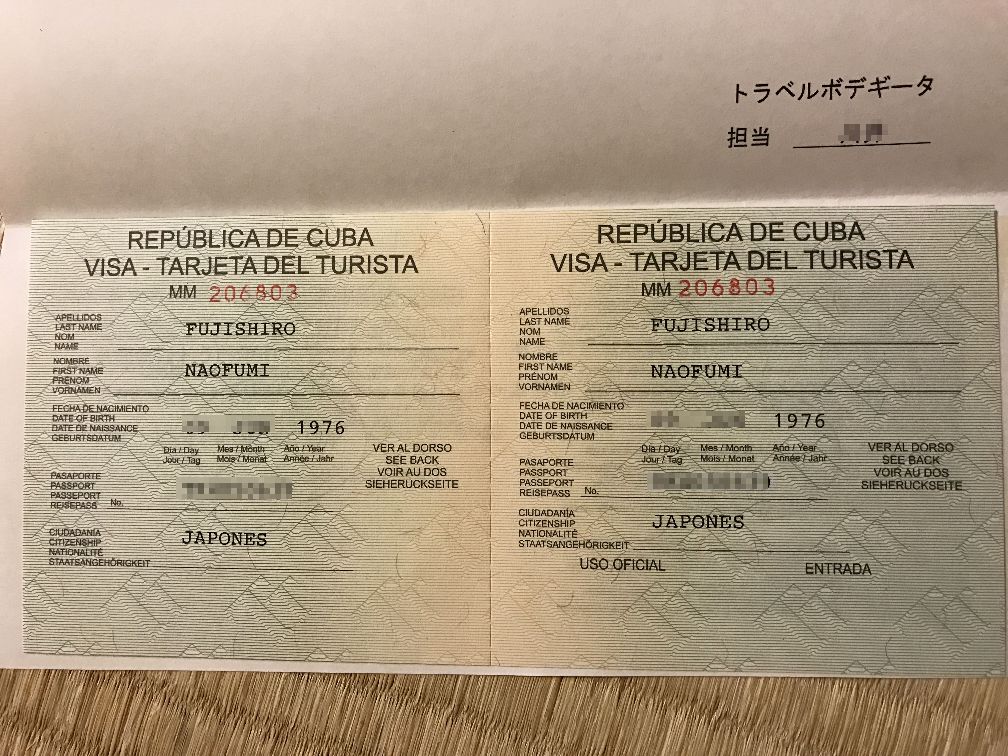 トラベルボデギータ
担当
REPÚBLICA DE CUBA
VISA - TARJETA DEL TURISTA
MM 206803
APELLIDOS
LAST NAME
NOM
NAME
FUJISHIRO
NOMBRE
FIRST NAME
PRÉNOM
VORNAMEN
NAOFUMI
FECHA DE NACIMIENTO
DATE OF BIRTH
DATE DE NAISSANCE
GEBURTSDATUM
1976
Día / Day Mes / Month Año / Year
Jour / Tag Mois / Monat Année / Jahr
VER AL DORSO
SEE BACK
VOIR AU DOS
SIEHERUCKSEITE
PASAPORTE
PASSPORT
PASSEPORT
REISEPASS No.
CIUDADANÍA
CITIZENSHIP
NATIONALITÉ
STAATSANGEHÖRIGKEIT
JAPONES
REPÚBLICA DE CUBA
VISA - TARJETA DEL TURISTA
MM 206803
APELLIDOS
LAST NAME
NOM
NAME
FUJISHIRO
NOMBRE
FIRST NAME
PRÉNOM
VORNAMEN
NAOFUMI
FECHA DE NACIMIENTO
DATE OF BIRTH
DATE DE NAISSANCE
GEBURTSDATUM
1976
Día / Day Mes / Month Año / Year
Jour / Tag Mois / Monat Année / Jahr
VER AL DORSO
SEE BACK
VOIR AU DOS
SIEHERUCKSEITE
PASAPORTE
PASSPORT
PASSEPORT
REISEPASS No.
CIUDADANÍA
CITIZENSHIP
NATIONALITÉ
STAATSANGEHÖRIGKEIT
JAPONES
USO OFICIAL ENTRADA